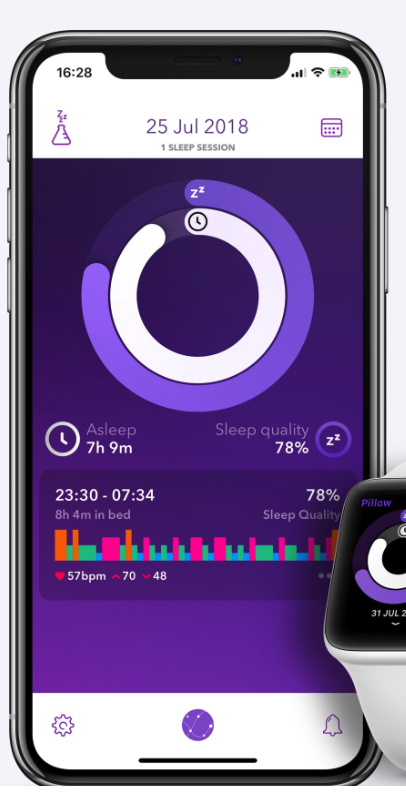 16:28
25 Jul 2018
1 SLEEP SESSION
zᶻ
Asleep
7h 9m
Sleep quality
78%
zᶻ
23:30 - 07:34
78%
8h 4m in bed
Sleep Quality
57bpm 70 48
Pillow
31 JUL 2